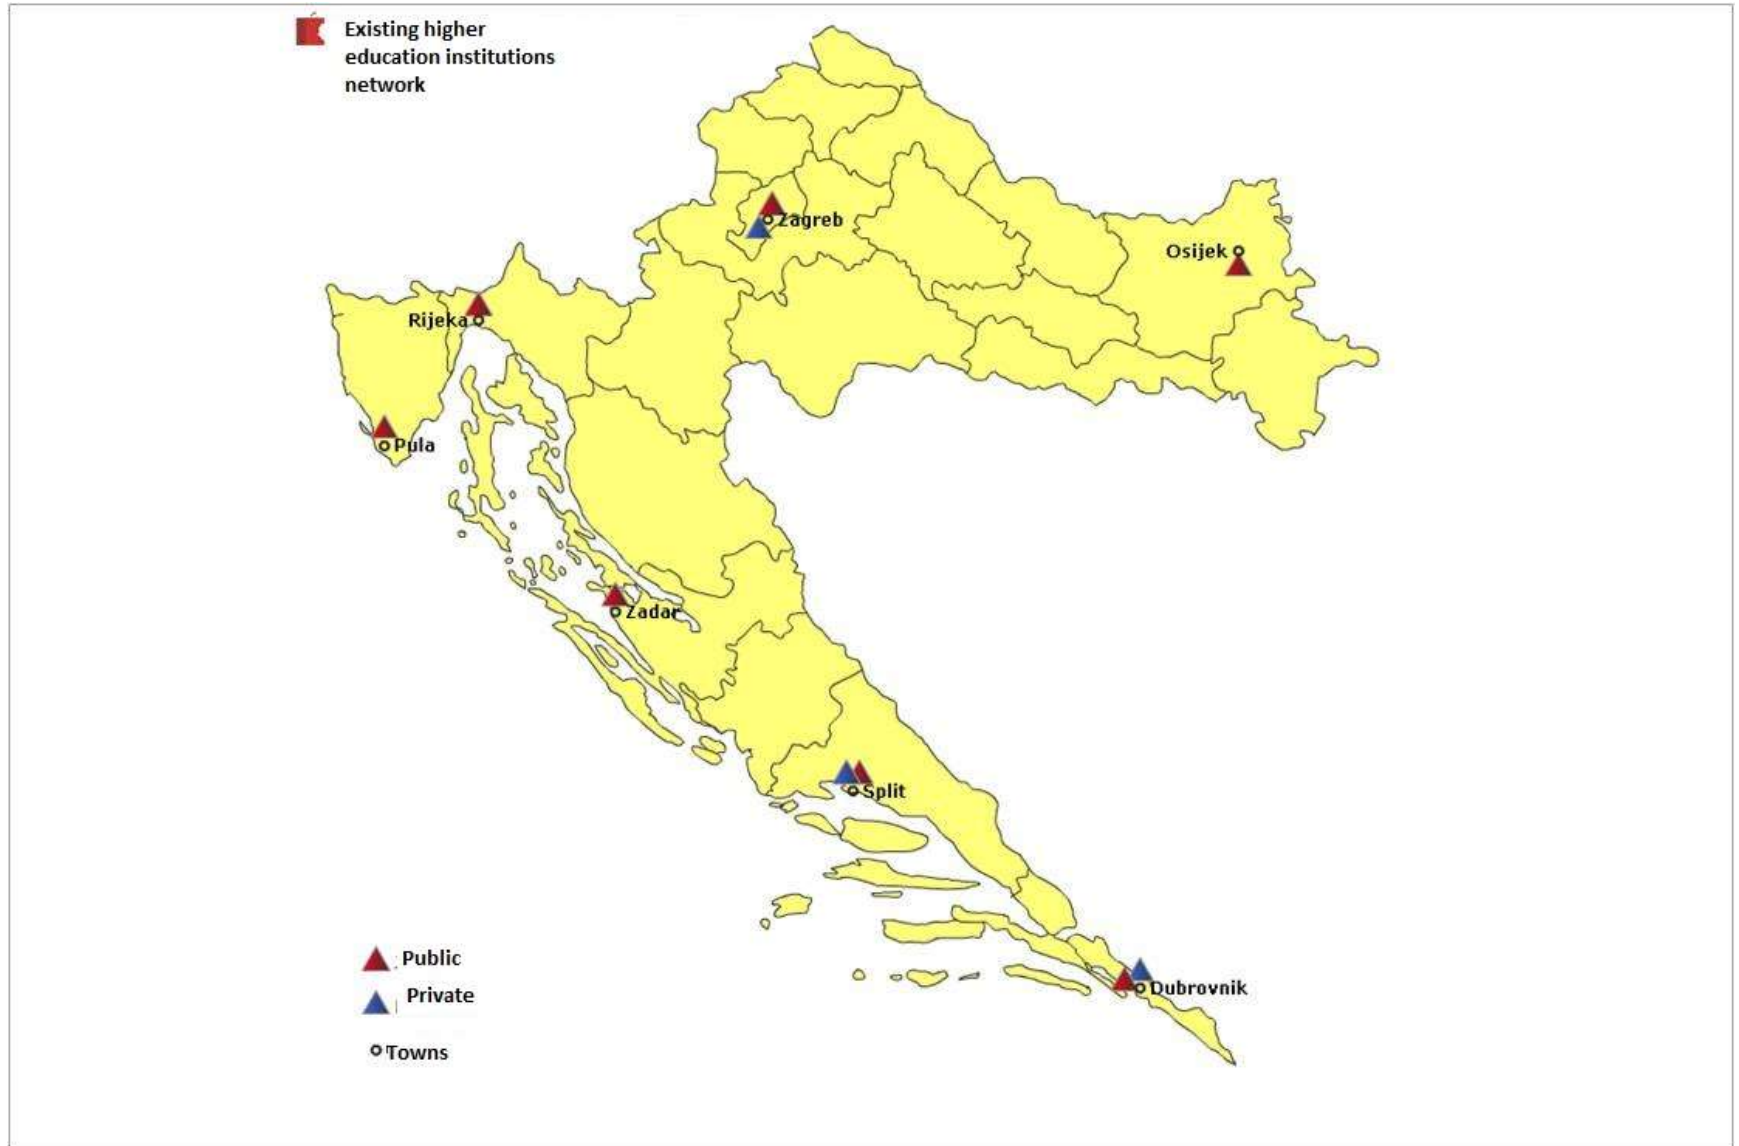 Existing higher
education institutions
network
Zagreb
Osijek
Rijeka
Pula
Zadar
Split
Dubrovnik
Public
Private
Towns